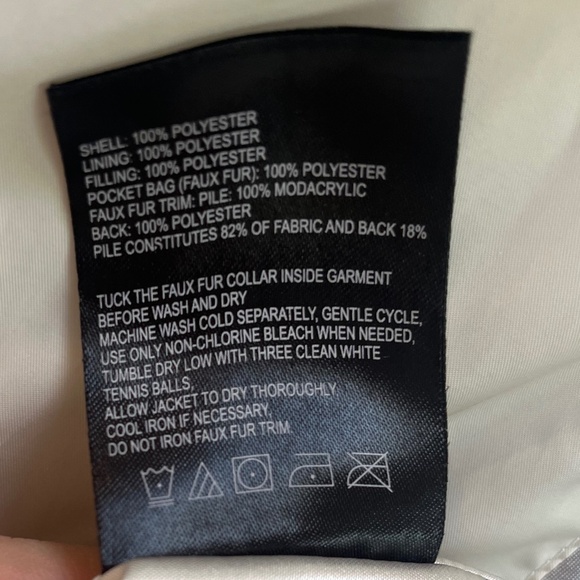 SHELL: 100% POLYESTER
LINING: 100% POLYESTER
FILLING: 100% POLYESTER
POCKET BAG (FAUX FUR): 100% POLYESTER
FAUX FUR TRIM: PILE: 100% MODACRYLIC
BACK: 100% POLYESTER
PILE CONSTITUTES 82% OF FABRIC AND BACK 18%
TUCK THE FAUX FUR COLLAR INSIDE GARMENT
BEFORE WASH AND DRY
MACHINE WASH COLD SEPARATELY, GENTLE CYCLE,
USE ONLY NON-CHLORINE BLEACH WHEN NEEDED,
TUMBLE DRY LOW WITH THREE CLEAN WHITE
TENNIS BALLS,
ALLOW JACKET TO DRY THOROUGHLY,
COOL IRON IF NECESSARY,
DO NOT IRON FAUX FUR TRIM.